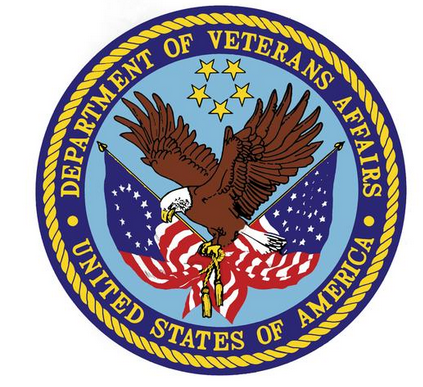 DEPARTMENT OF VETERANS AFFAIRS
UNITED STATES OF AMERICA